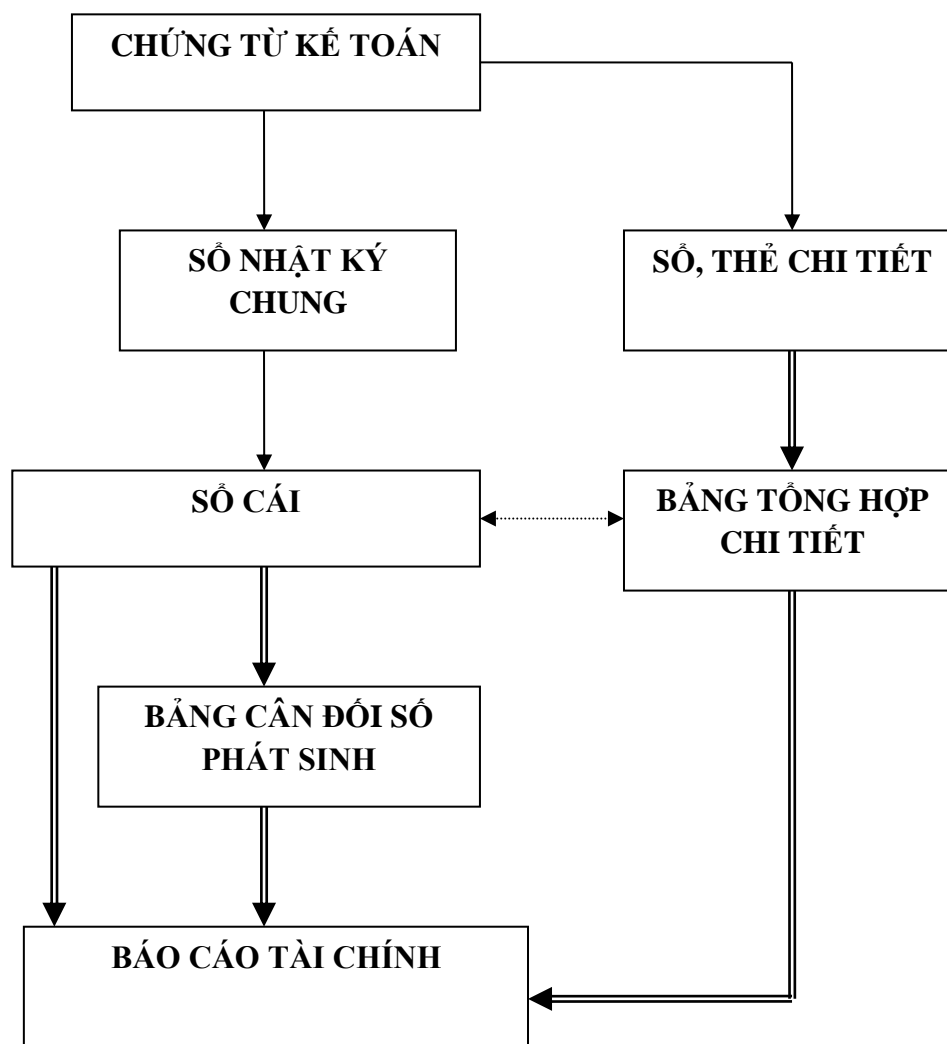 CHỨNG TỪ KẾ TOÁN
SỔ NHẬT KÝ
CHUNG
SỔ, THẺ CHI TIẾT
SỔ CÁI
BẢNG TỔNG HỢP
CHI TIẾT
BẢNG CÂN ĐỐI SỐ
PHÁT SINH
BÁO CÁO TÀI CHÍNH